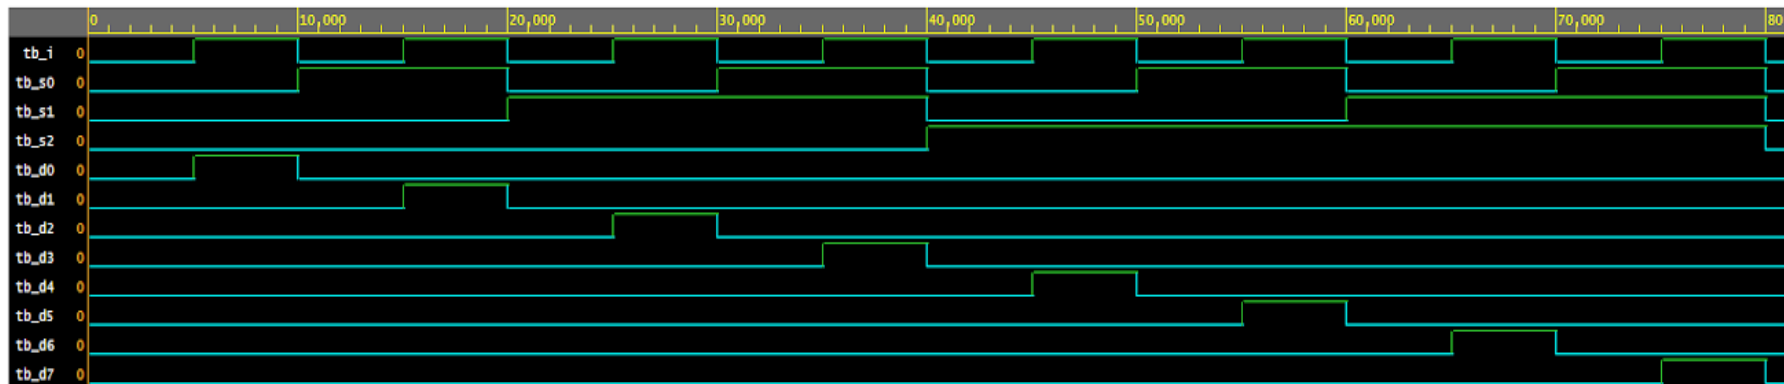 0 10,000 20,000 30,000 40,000 50,000 60,000 70,000 80
tb_i 0
tb_s0 0
tb_s1 0
tb_s2 0
tb_d0 0
tb_d1 0
tb_d2 0
tb_d3 0
tb_d4 0
tb_d5 0
tb_d6 0
tb_d7 0